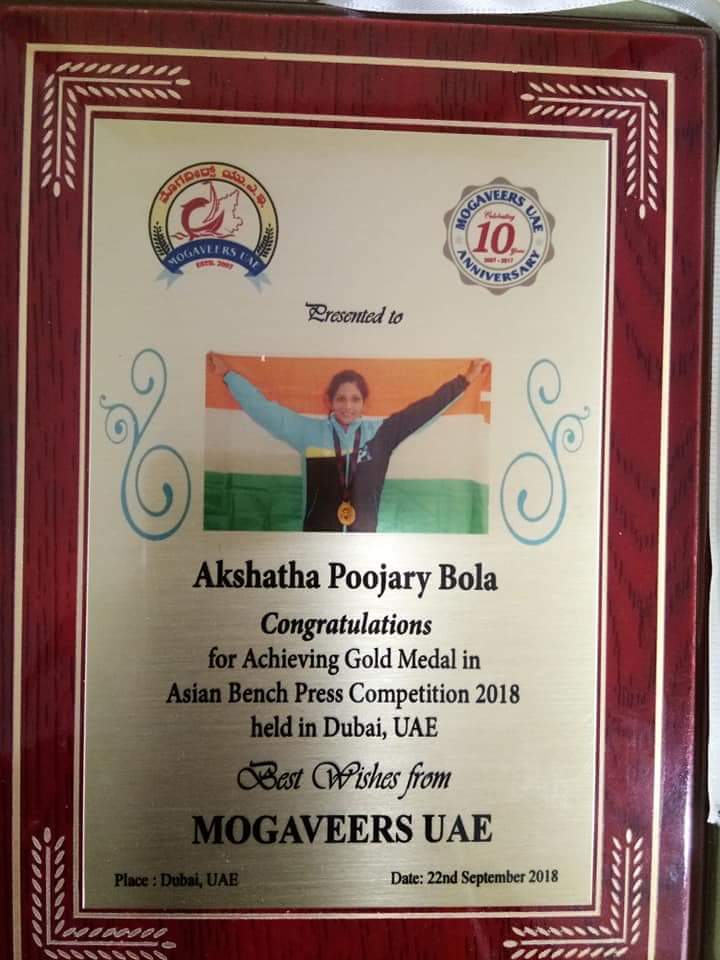 ಮೊಗವೀರ್ಸ್ ಯು.ಎ.ಇ.
MOGAVEERS UAE
ESTD. 2007
MOGAVEERS UAE
Celebrating
10
Years
2007 - 2017
ANNIVERSARY
Presented to
Akshatha Poojary Bola
Congratulations
for Achieving Gold Medal in
Asian Bench Press Competition 2018
held in Dubai, UAE
Best Wishes from
MOGAVEERS UAE
Place : Dubai, UAE
Date: 22nd September 2018